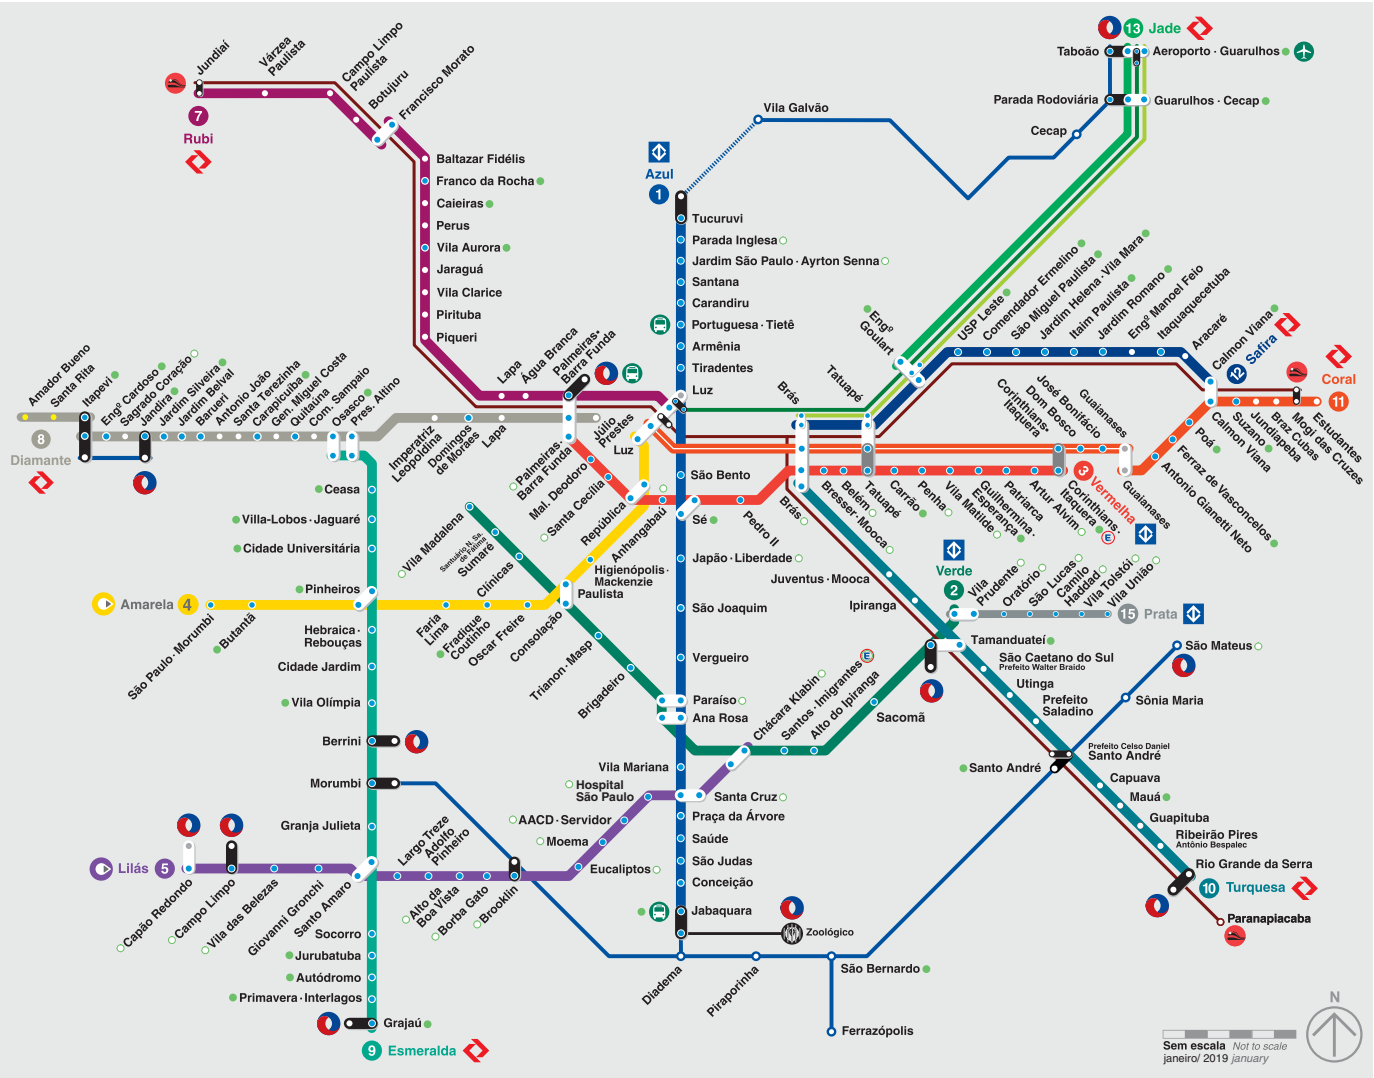 Jundiaí
Várzea
Paulista
Campo Limpo
Paulista
Botujuru
Francisco Morato
7
Rubi
Baltazar Fidélis
Franco da Rocha
Caieiras
Perus
Vila Aurora
Jaraguá
Vila Clarice
Pirituba
Piqueri
Lapa
Água Branca
Palmeiras-
Barra Funda
Azul
1
Vila Galvão
Tucuruvi
Parada Inglesa
Jardim São Paulo · Ayrton Senna
Santana
Carandiru
Portuguesa · Tietê
Armênia
Tiradentes
Luz
13
Jade
Taboão
Aeroporto · Guarulhos
Parada Rodoviária
Guarulhos · Cecap
Cecap
Engº
Goulart
USP Leste
Comendador Ermelino
São Miguel Paulista
Jardim Helena · Vila Mara
Itaim Paulista
Jardim Romano
Engº Manoel Feio
Itaquaquecetuba
Aracaré
Calmon Viana
12
Safira
Coral
11
Amador Bueno
Santa Rita
Itapevi
Engº Cardoso
Sagrado Coração
Jandira
Jardim Silveira
Jardim Belval
Barueri
Antonio João
Santa Terezinha
Carapicuíba
Gen. Miguel Costa
Quitaúna
Com. Sampaio
Osasco
Pres. Altino
8
Diamante
Imperatriz
Leopoldina
Domingos
de Moraes
Lapa
Júlio
Prestes
Luz
Brás
Tatuapé
Corinthians-
Itaquera
Dom Bosco
José Bonifácio
Guaianases
Calmon Viana
Suzano
Jundiapeba
Braz Cubas
Mogi das Cruzes
Estudantes
Poá
Ferraz de Vasconcelos
Antonio Gianetti Neto
Guaianases
Palmeiras-
Barra Funda
Mal. Deodoro
Santa Cecília
República
Anhangabaú
São Bento
Sé
Pedro II
Brás
Bresser · Mooca
Belém
Tatuapé
Carrão
Penha
Vila Matilde
Guilhermina ·
Esperança
Patriarca
Artur Alvim
Corinthians ·
Itaquera
E
3
Vermelha
Ceasa
Villa-Lobos · Jaguaré
Cidade Universitária
Pinheiros
Amarela
4
São Paulo · Morumbi
Butantã
Hebraica ·
Rebouças
Cidade Jardim
Vila Olímpia
Berrini
Morumbi
Granja Julieta
Faria
Lima
Fradique
Coutinho
Oscar Freire
Vila Madalena
Santuário N. Sa.
de Fátima
Sumaré
Clínicas
Consolação
Higienópolis ·
Mackenzie
Paulista
Trianon · Masp
Brigadeiro
Japão · Liberdade
São Joaquim
Vergueiro
Paraíso
Ana Rosa
Vila Mariana
Chácara Klabin
Santos · Imigrantes
E
Alto do Ipiranga
Sacomã
Juventus · Mooca
Ipiranga
Verde
2
Vila
Prudente
Oratório
São Lucas
Camilo
Haddad
Vila Tolstói
Vila União
15
Prata
Tamanduateí
São Caetano do Sul
Prefeito Walter Braido
Utinga
Prefeito
Saladino
Prefeito Celso Daniel
Santo André
Santo André
São Mateus
Sônia Maria
Capuava
Mauá
Guapituba
Ribeirão Pires
Antônio Bespalec
Rio Grande da Serra
10
Turquesa
Paranapiacaba
Hospital
São Paulo
AACD · Servidor
Moema
Eucaliptos
Santa Cruz
Praça da Árvore
Saúde
São Judas
Conceição
Jabaquara
Zoológico
Lilás
5
Capão Redondo
Campo Limpo
Vila das Belezas
Giovanni Gronchi
Santo Amaro
Largo Treze
Adolfo
Pinheiro
Alto da
Boa Vista
Borba Gato
Brooklin
Socorro
Jurubatuba
Autódromo
Primavera · Interlagos
Grajaú
9
Esmeralda
Diadema
Piraporinha
São Bernardo
Ferrazópolis
N
Sem escala Not to scale
janeiro/ 2019 january